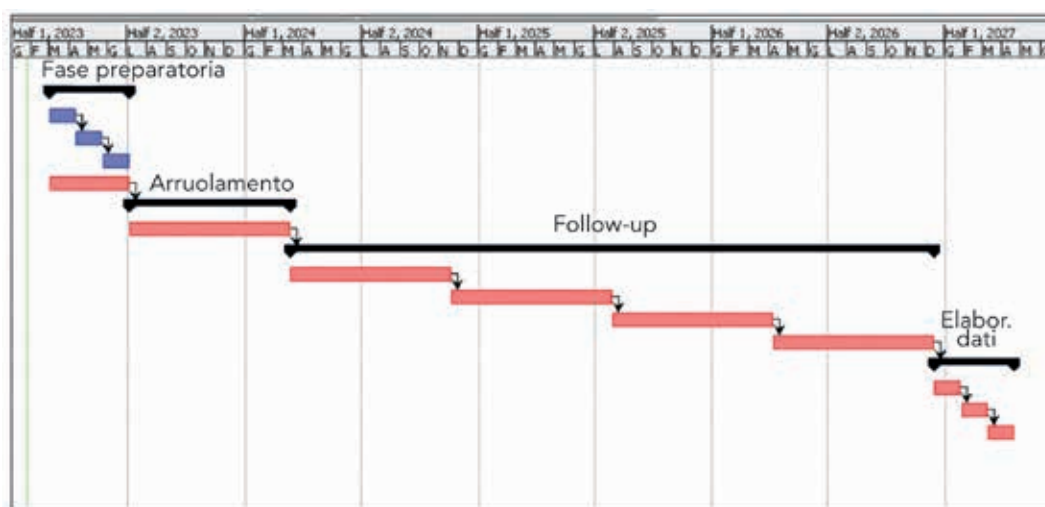 Half 1, 2023 Half 2, 2023 Half 1, 2024 Half 2, 2024 Half 1, 2025 Half 2, 2025 Half 1, 2026 Half 2, 2026 Half 1, 2027
G F M A M G L A S O N D G F M A M G L A S O N D G F M A M G L A S O N D G F M A M G L A S O N D G F M A M
Fase preparatoria
Arruolamento
Follow-up
Elabor.
dati